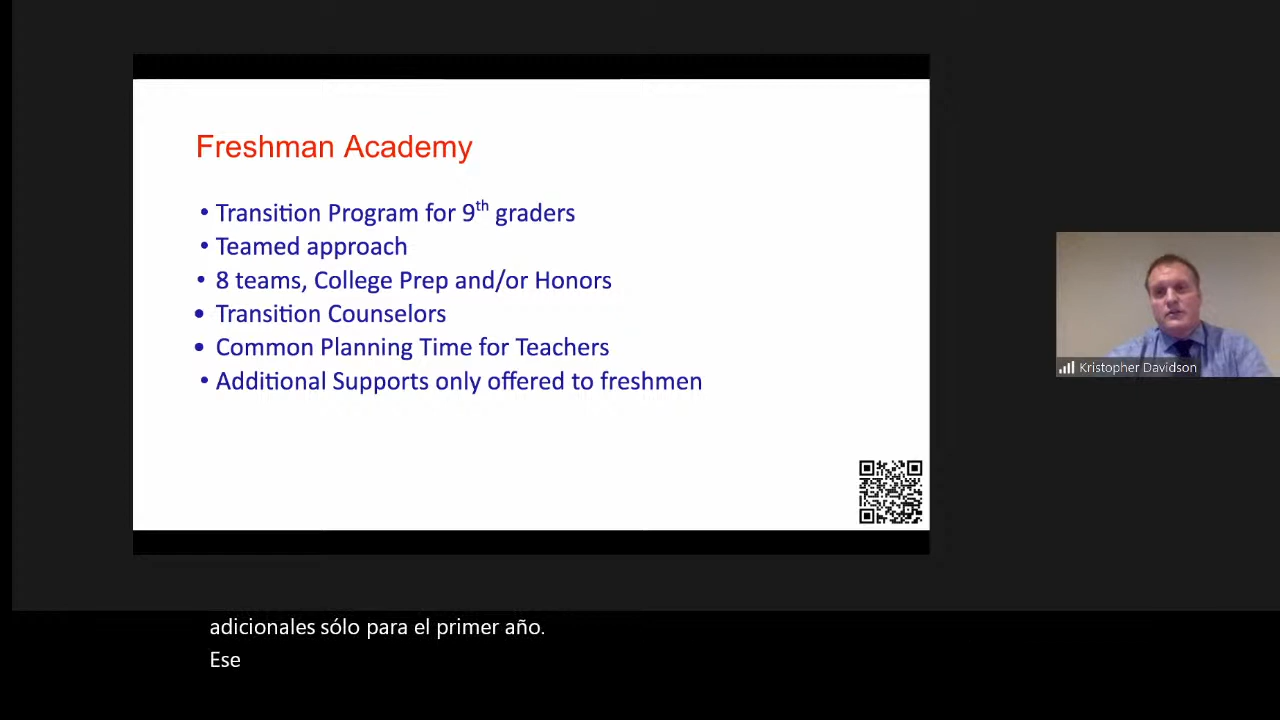 Freshman Academy
• Transition Program for 9th graders
• Teamed approach
• 8 teams, College Prep and/or Honors
• Transition Counselors
• Common Planning Time for Teachers
• Additional Supports only offered to freshmen
Kristopher Davidson
adicionales sólo para el primer año.
Ese